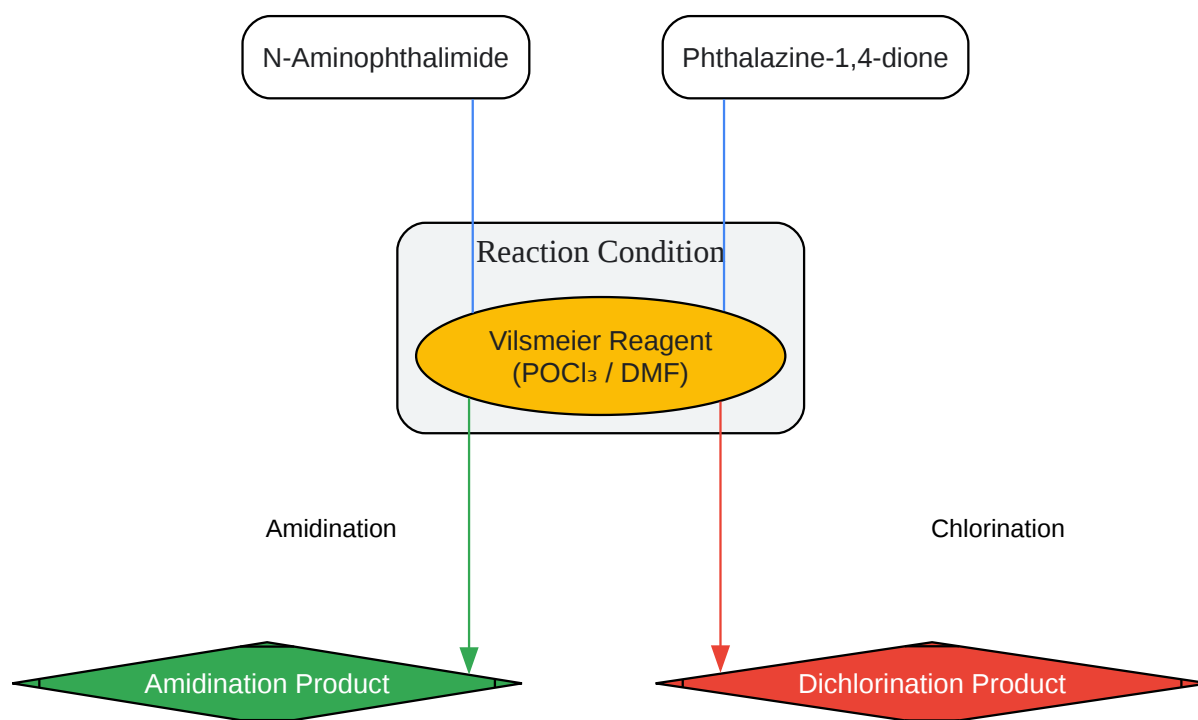 N-Aminophthalimide
Phthalazine-1,4-dione
Reaction Condition
Vilsmeier Reagent
(POCl₃ / DMF)
Amidination
Chlorination
Amidination Product
Dichlorination Product